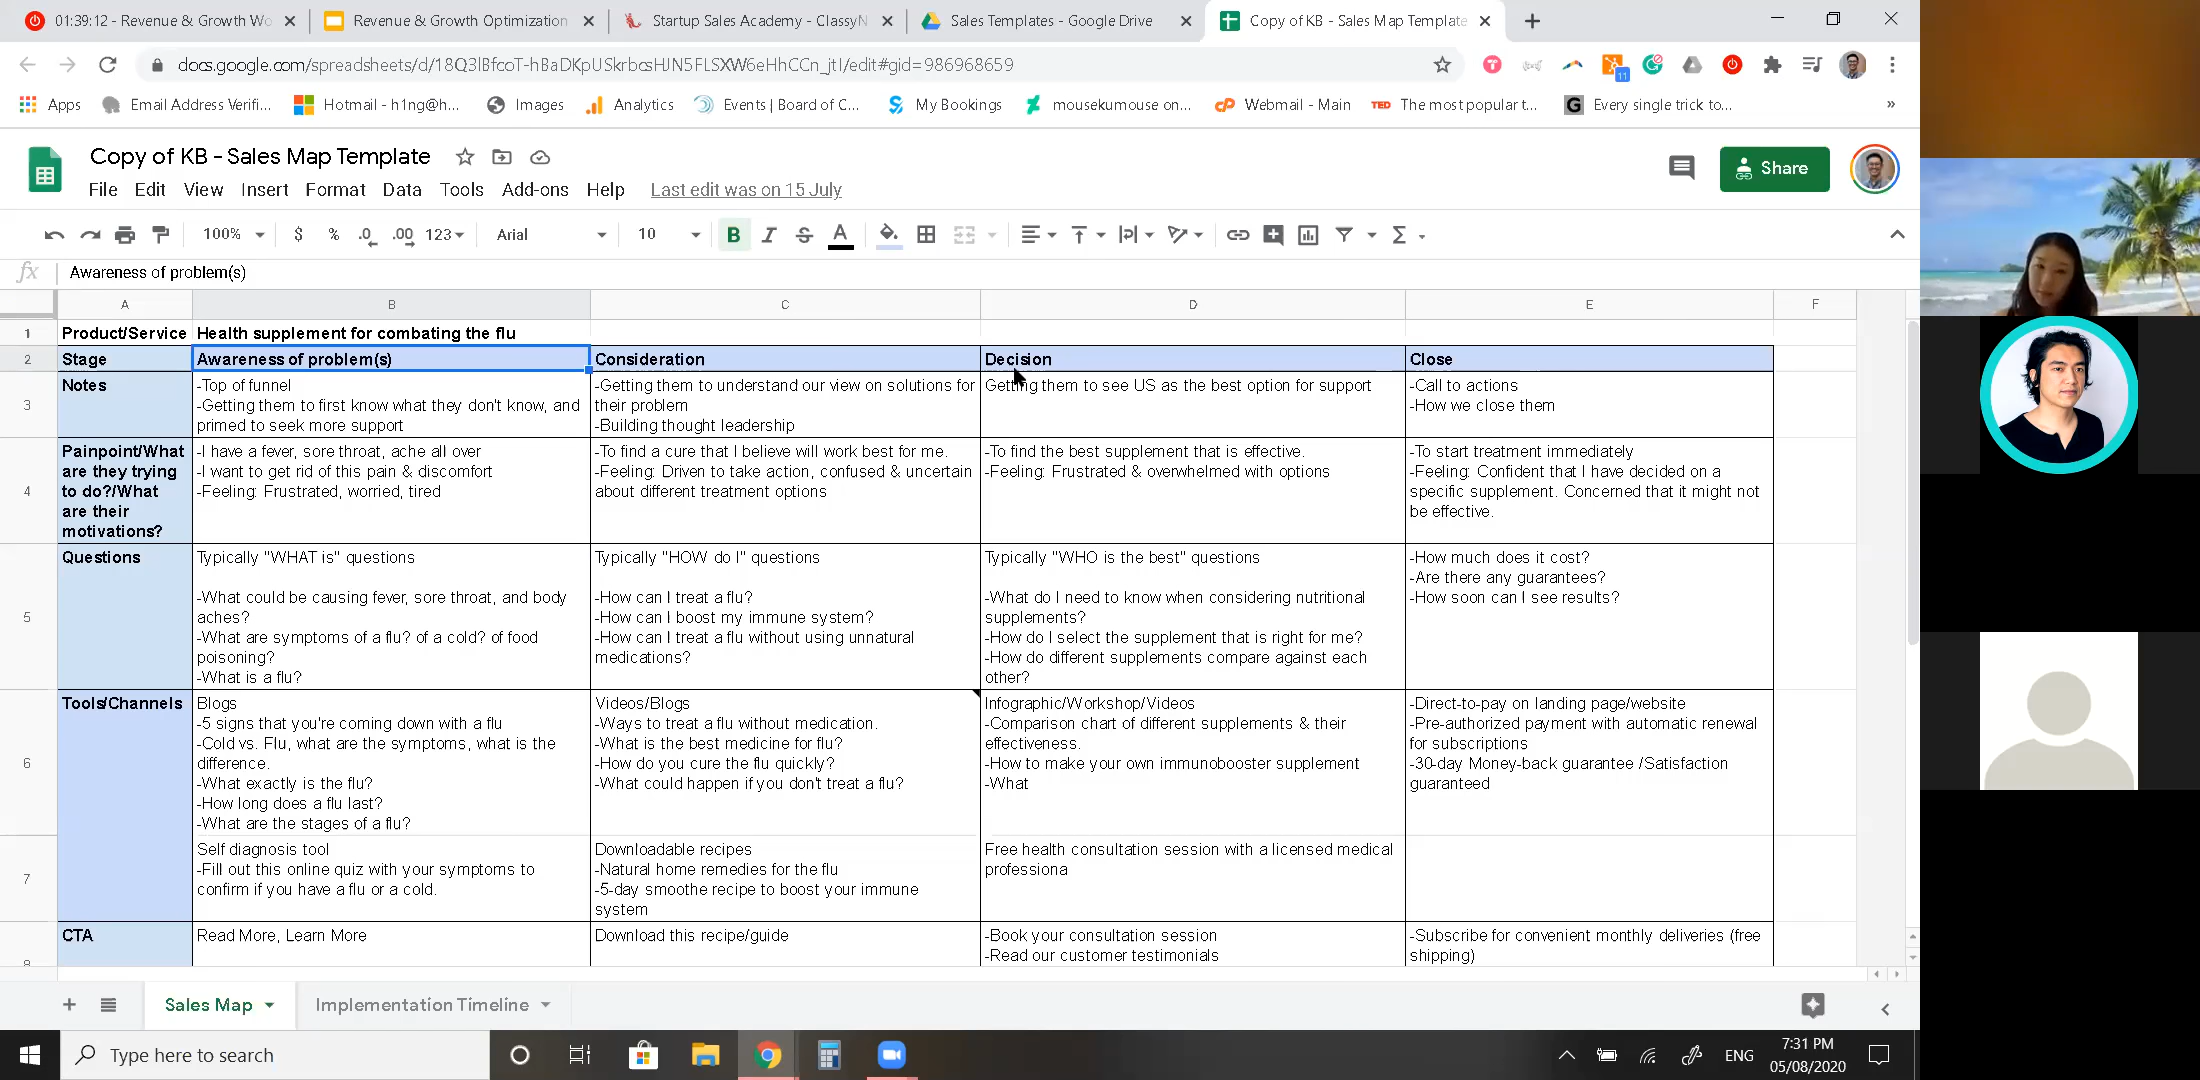 01:39:12 - Revenue & Growth Wo
Revenue & Growth Optimization
Startup Sales Academy - ClassyN
Sales Templates - Google Drive
Copy of KB - Sales Map Template
docs.google.com/spreadsheets/d/18Q3lBfcoT-hBaDKpUSkrbcsHJN5FLSXW6eHhCCn_jtI/edit#gid=986968659
11
Apps
Email Address Verifi...
Hotmail - h1ng@h...
Images
Analytics
Events | Board of C...
My Bookings
mousekumouse on...
Webmail - Main
TED
The most popular t...
Every single trick to...
»
Copy of KB - Sales Map Template
Share
File Edit View Insert Format Data Tools Add-ons Help Last edit was on 15 July
100% $ % .0 .00 123 Arial 10 B I S A
fx Awareness of problem(s)
A B C D E F
1 Product/Service Health supplement for combating the flu
2 Stage Awareness of problem(s) Consideration Decision Close
3 Notes
-Top of funnel
-Getting them to first know what they don't know, and
primed to seek more support
-Getting them to understand our view on solutions for
their problem
-Building thought leadership
Getting them to see US as the best option for support
-Call to actions
-How we close them
4
Painpoint/What
are they trying
to do?/What
are their
motivations?
-I have a fever, sore throat, ache all over
-I want to get rid of this pain & discomfort
-Feeling: Frustrated, worried, tired
-To find a cure that I believe will work best for me.
-Feeling: Driven to take action, confused & uncertain
about different treatment options
-To find the best supplement that is effective.
-Feeling: Frustrated & overwhelmed with options
-To start treatment immediately
-Feeling: Confident that I have decided on a
specific supplement. Concerned that it might not
be effective.
5 Questions
Typically "WHAT is" questions
-What could be causing fever, sore throat, and body
aches?
-What are symptoms of a flu? of a cold? of food
poisoning?
-What is a flu?
Typically "HOW do I" questions
-How can I treat a flu?
-How can I boost my immune system?
-How can I treat a flu without using unnatural
medications?
Typically "WHO is the best" questions
-What do I need to know when considering nutritional
supplements?
-How do I select the supplement that is right for me?
-How do different supplements compare against each
other?
-How much does it cost?
-Are there any guarantees?
-How soon can I see results?
6 Tools/Channels
Blogs
-5 signs that you're coming down with a flu
-Cold vs. Flu, what are the symptoms, what is the
difference.
-What exactly is the flu?
-How long does a flu last?
-What are the stages of a flu?
Videos/Blogs
-Ways to treat a flu without medication.
-What is the best medicine for flu?
-How do you cure the flu quickly?
-What could happen if you don't treat a flu?
Infographic/Workshop/Videos
-Comparison chart of different supplements & their
effectiveness.
-How to make your own immunobooster supplement
-What
-Direct-to-pay on landing page/website
-Pre-authorized payment with automatic renewal
for subscriptions
-30-day Money-back guarantee /Satisfaction
guaranteed
7
Self diagnosis tool
-Fill out this online quiz with your symptoms to
confirm if you have a flu or a cold.
Downloadable recipes
-Natural home remedies for the flu
-5-day smoothe recipe to boost your immune
system
Free health consultation session with a licensed medical
professiona
8 CTA
Read More, Learn More
Download this recipe/guide
-Book your consultation session
-Read our customer testimonials
-Subscribe for convenient monthly deliveries (free
shipping)
Sales Map
Implementation Timeline
Type here to search
ENG
7:31 PM
05/08/2020